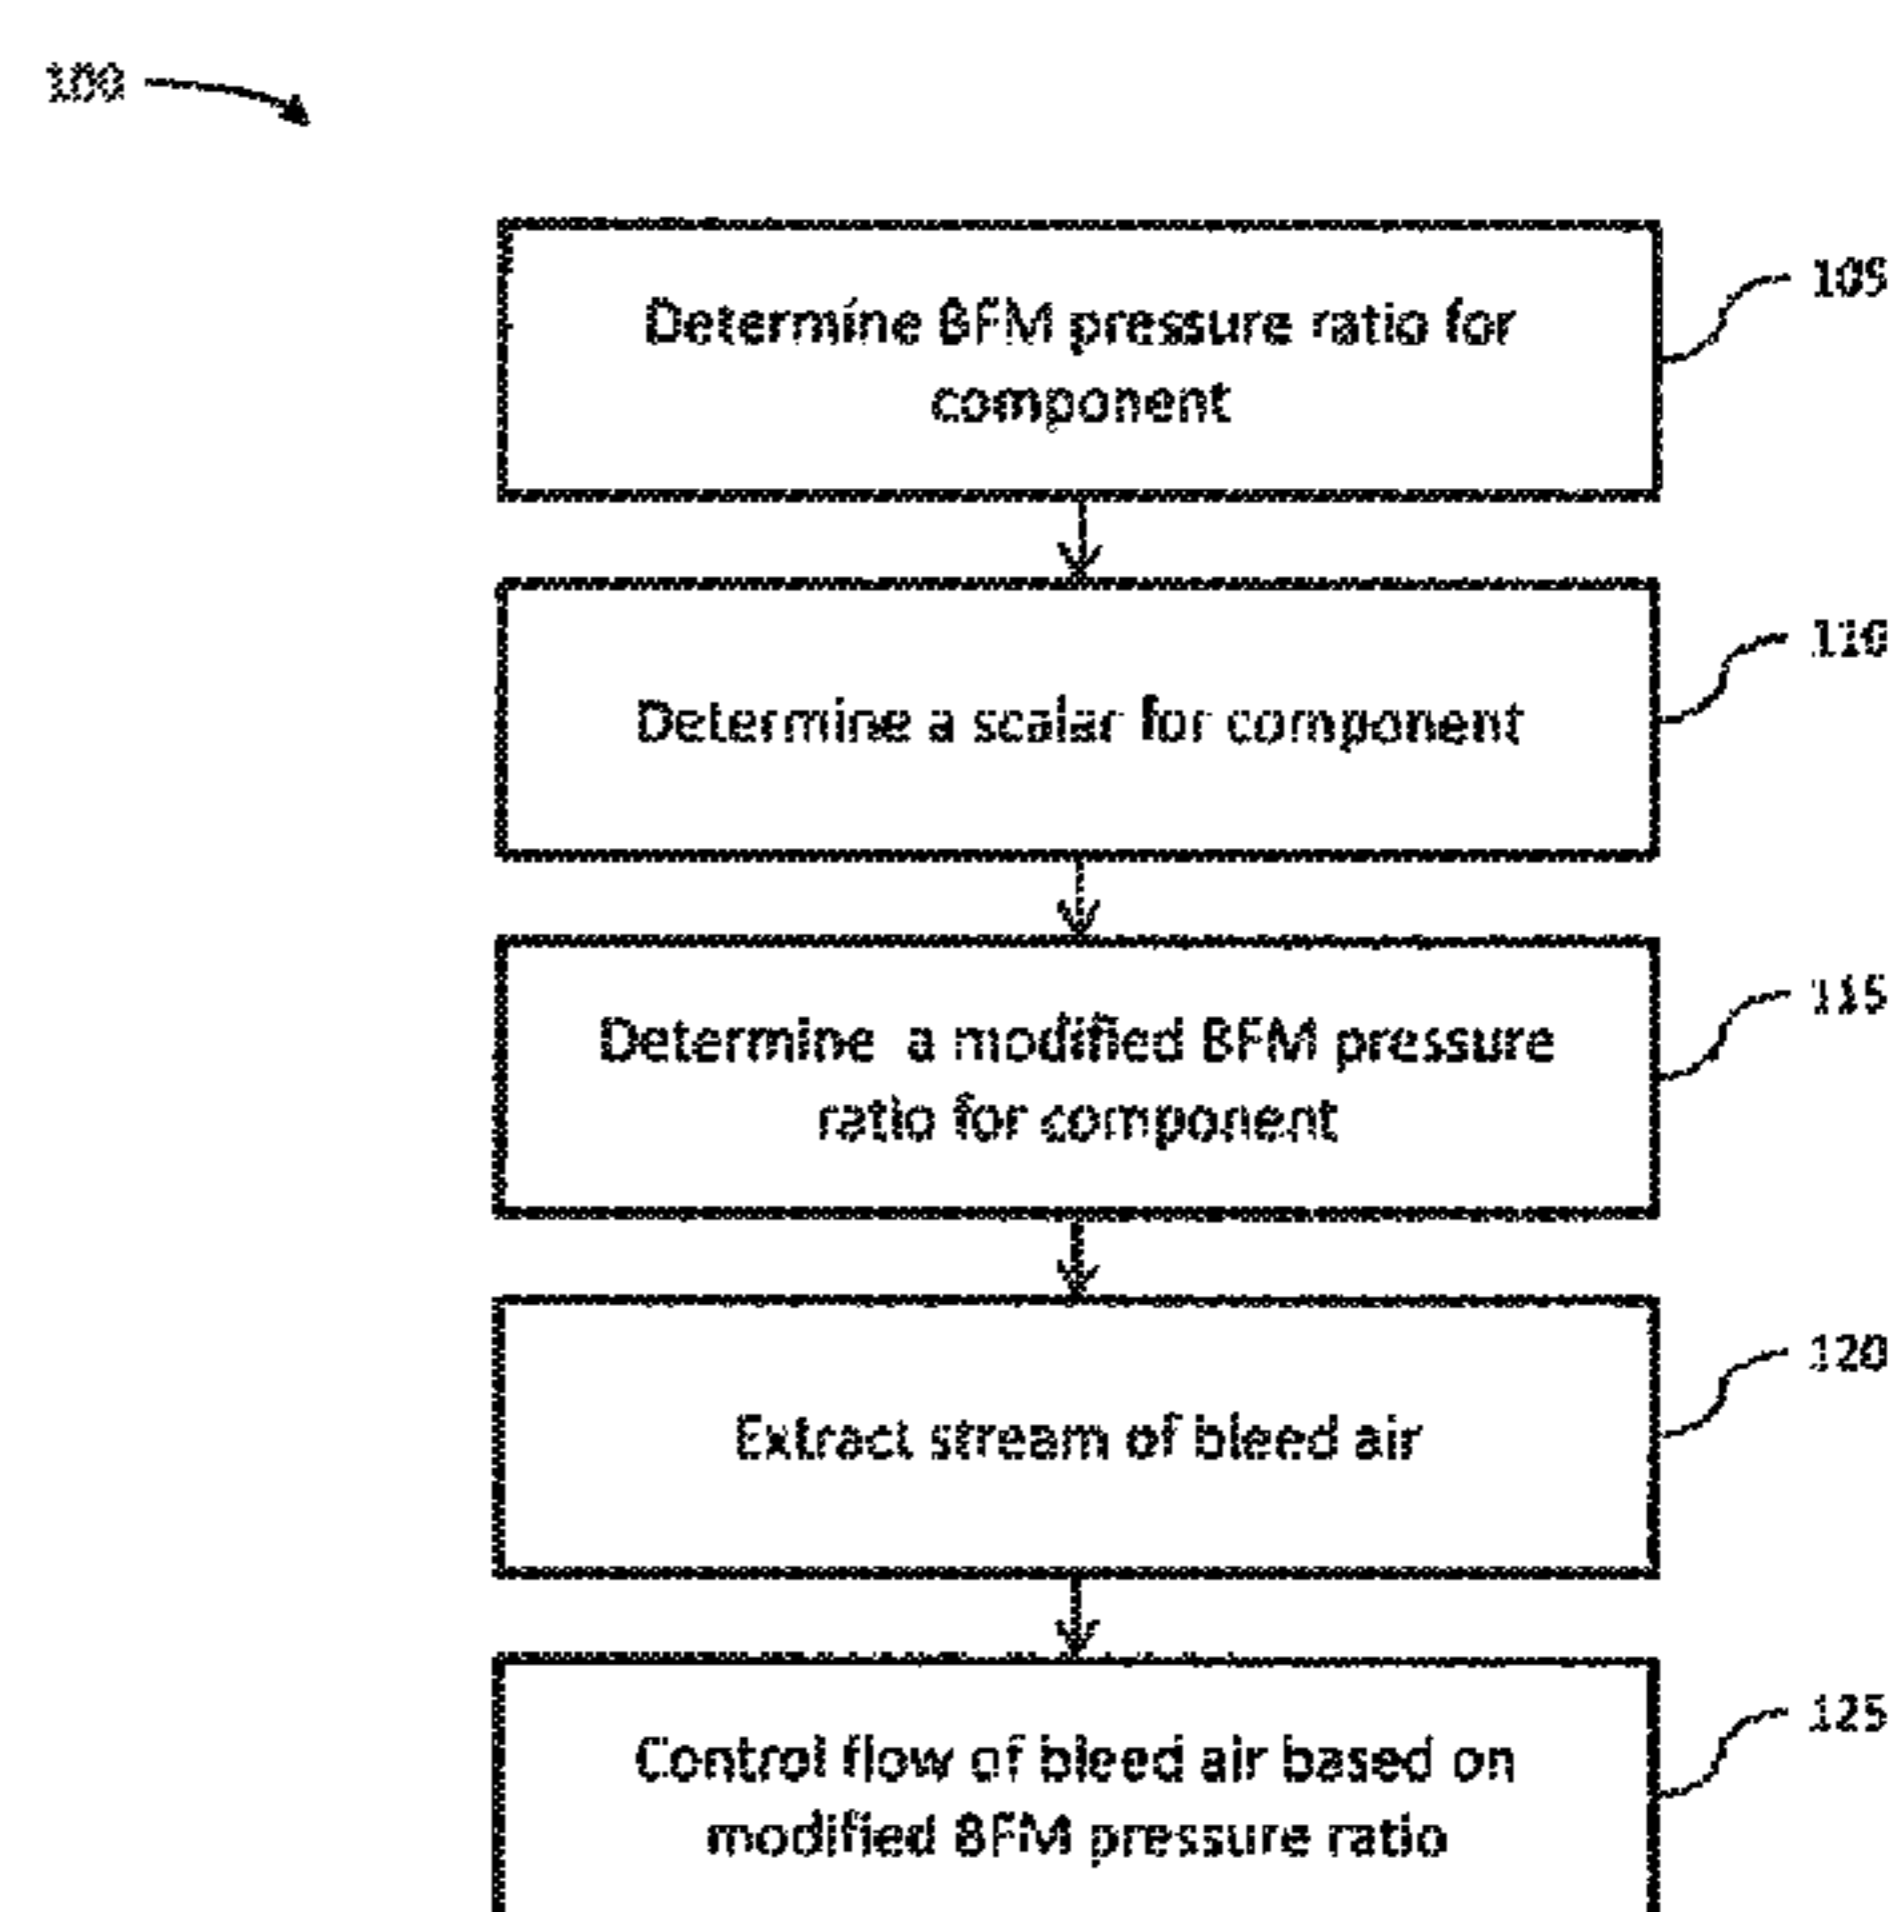 100
Determine BFM pressure ratio for
component
105
Determine a scalar for component
110
Determine a modified BFM pressure
ratio for component
115
Extract stream of bleed air
120
Control flow of bleed air based on
modified BFM pressure ratio
125